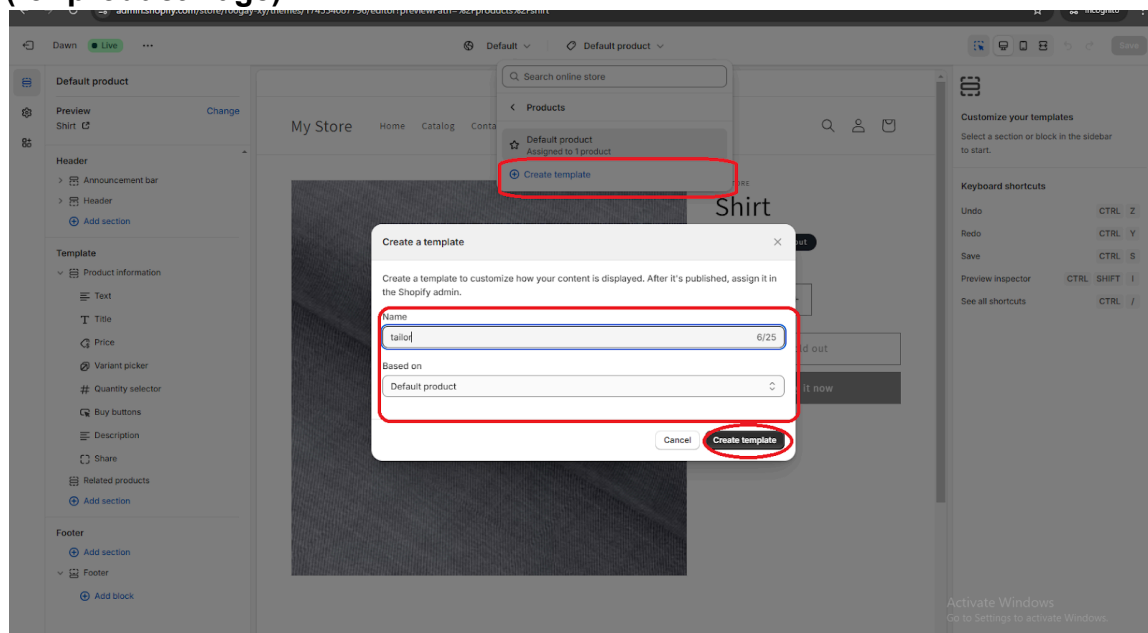 Dawn Live ...
Default Default product
Save
Default product
Search online store
Preview Change
Shirt
Products
My Store Home Catalog
Default product
Assigned to 1 product
Create template
Customize your templates
Select a section or block in the sidebar
to start.
Header
Announcement bar
Header
Add section
Shirt
Keyboard shortcuts
Undo CTRL Z
Redo CTRL Y
Save CTRL S
Preview inspector CTRL SHIFT I
See all shortcuts CTRL /
Create a template
Create a template to customize how your content is displayed. After it's published, assign it in
the Shopify admin.
Name
tailor 6/25
Based on
Default product
Cancel Create template
Template
Product information
Text
Title
Price
Variant picker
Quantity selector
Buy buttons
Description
Share
Related products
Add section
out
it now
Footer
Add section
Footer
Add block
Activate Windows
Go to Settings to activate Windows.